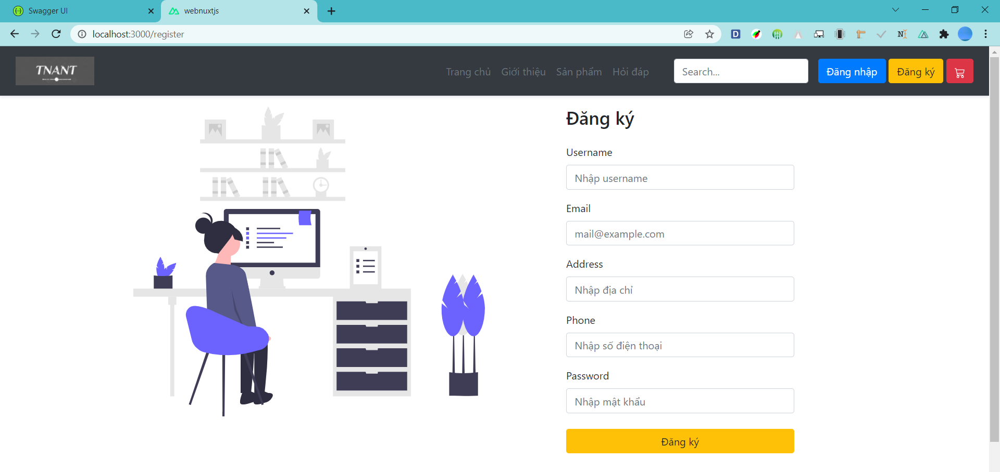 Swagger UI
webnuxtjs
localhost:3000/register
D
N
TNANT
Trang chủ
Giới thiệu
Sản phẩm
Hỏi đáp
Search...
Đăng nhập
Đăng ký
Đăng ký
Username
Nhập username
Email
mail@example.com
Address
Nhập địa chỉ
Phone
Nhập số điện thoại
Password
Nhập mật khẩu
Đăng ký